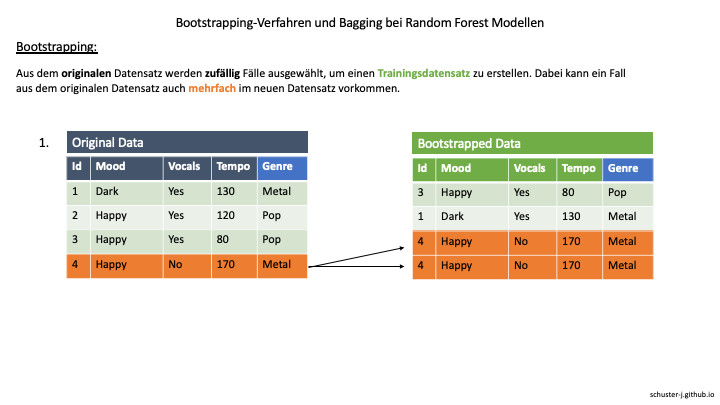 Bootstrapping-Verfahren und Bagging bei Random Forest Modellen
Bootstrapping:
Aus dem originalen Datensatz werden zufällig Fälle ausgewählt, um einen Trainingsdatensatz zu erstellen. Dabei kann ein Fall
aus dem originalen Datensatz auch mehrfach im neuen Datensatz vorkommen.
1.
Original Data
Id Mood Vocals Tempo Genre
1 Dark Yes 130 Metal
2 Happy Yes 120 Pop
3 Happy Yes 80 Pop
4 Happy No 170 Metal
Bootstrapped Data
Id Mood Vocals Tempo Genre
3 Happy Yes 80 Pop
1 Dark Yes 130 Metal
4 Happy No 170 Metal
4 Happy No 170 Metal
schuster-j.github.io